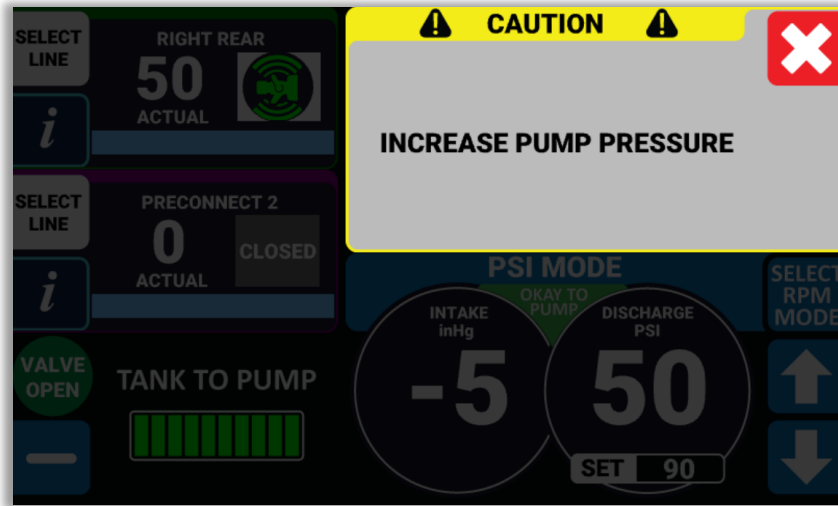 SELECT
LINE
RIGHT REAR
50
ACTUAL
i
CAUTION
INCREASE PUMP PRESSURE
SELECT
LINE
PRECONNECT 2
0
ACTUAL
CLOSED
i
PSI MODE
OKAY TO
PUMP
INTAKE
inHg
-5
DISCHARGE
PSI
50
SET 90
SELECT
RPM
MODE
VALVE
OPEN
TANK TO PUMP